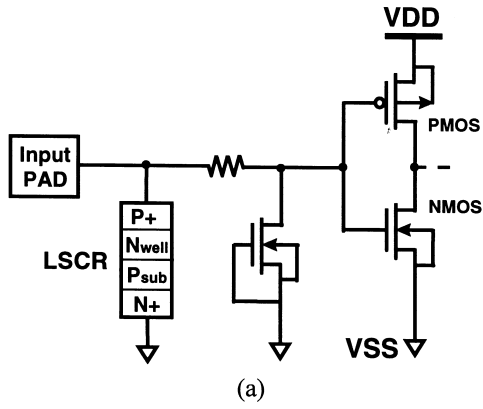 VDD
PMOS
Input
PAD
NMOS
LSCR
P+
Nwell
Psub
N+
VSS
(a)